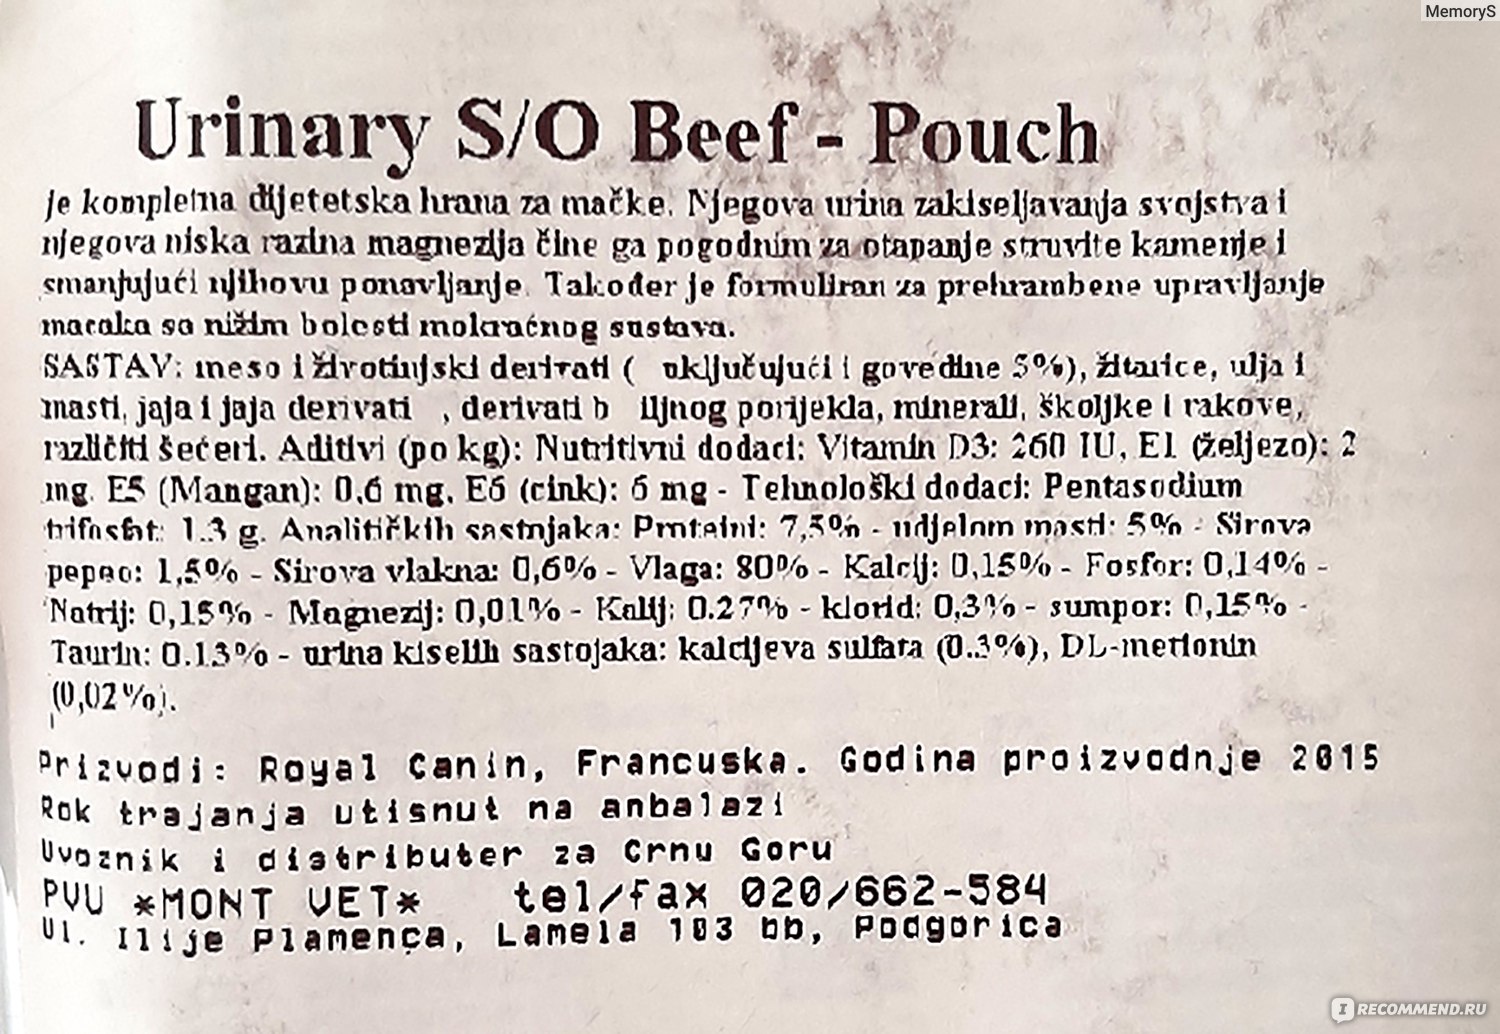 MemoryS
Urinary S/O Beef - Pouch
je kompletna dijetetska hrana za mačke. Njegova urina zakiseljavanja svojstva i
njegova niska razina magnezija čine ga pogodnim za otapanje struvite kamenje i
smanjujući njihovu ponavljanje. Također je formuliran za prehrambene upravljanje
macaka sa nižim bolesti mokraćnog sustava.
SASTAV: meso i životinjski derivati ( uključujući i govedine 5%), žitarice, ulja i
masti, jaja i jaja derivati , derivati b iljnog porijekla, minerali, školjke i rakove,
različiti šećeri. Aditivi (po kg): Nutritivni dodaci: Vitamin D3: 260 IU, E1 (željezo): 2
mg. E5 (Mangan): 0,6 mg. E6 (cink): 6 mg - Tehnološki dodaci: Pentasodium
trifosfat: 1.3 g. Analitičkih sastojaka: Proteini: 7,5% - udjelom masti: 5% - Sirova
pepeo: 1,5% - Sirova vlakna: 0,6% - Vlaga: 80% - Kalcij: 0,15% - Fosfor: 0,14% -
Natrij: 0,15% - Magnezij: 0,01% - Kalij: 0.27% - klorid: 0,3% - sumpor: 0,15% -
Taurin: 0.13% - urina kiselih sastojaka: kalcijeva sulfata (0.3%), DL-metionin
(0,02%).
Prizvodi: Royal Canin, Francuska. Godina proizvodnje 2015
Rok trajanja utisnut na anbalazi
Uvoznik i distributer za Crnu Goru
PVU *MONT VET* tel/fax 020/662-584
Ul. Ilije Plamenca, Lamela 103 bb, Podgorica
IRECOMMEND.RU